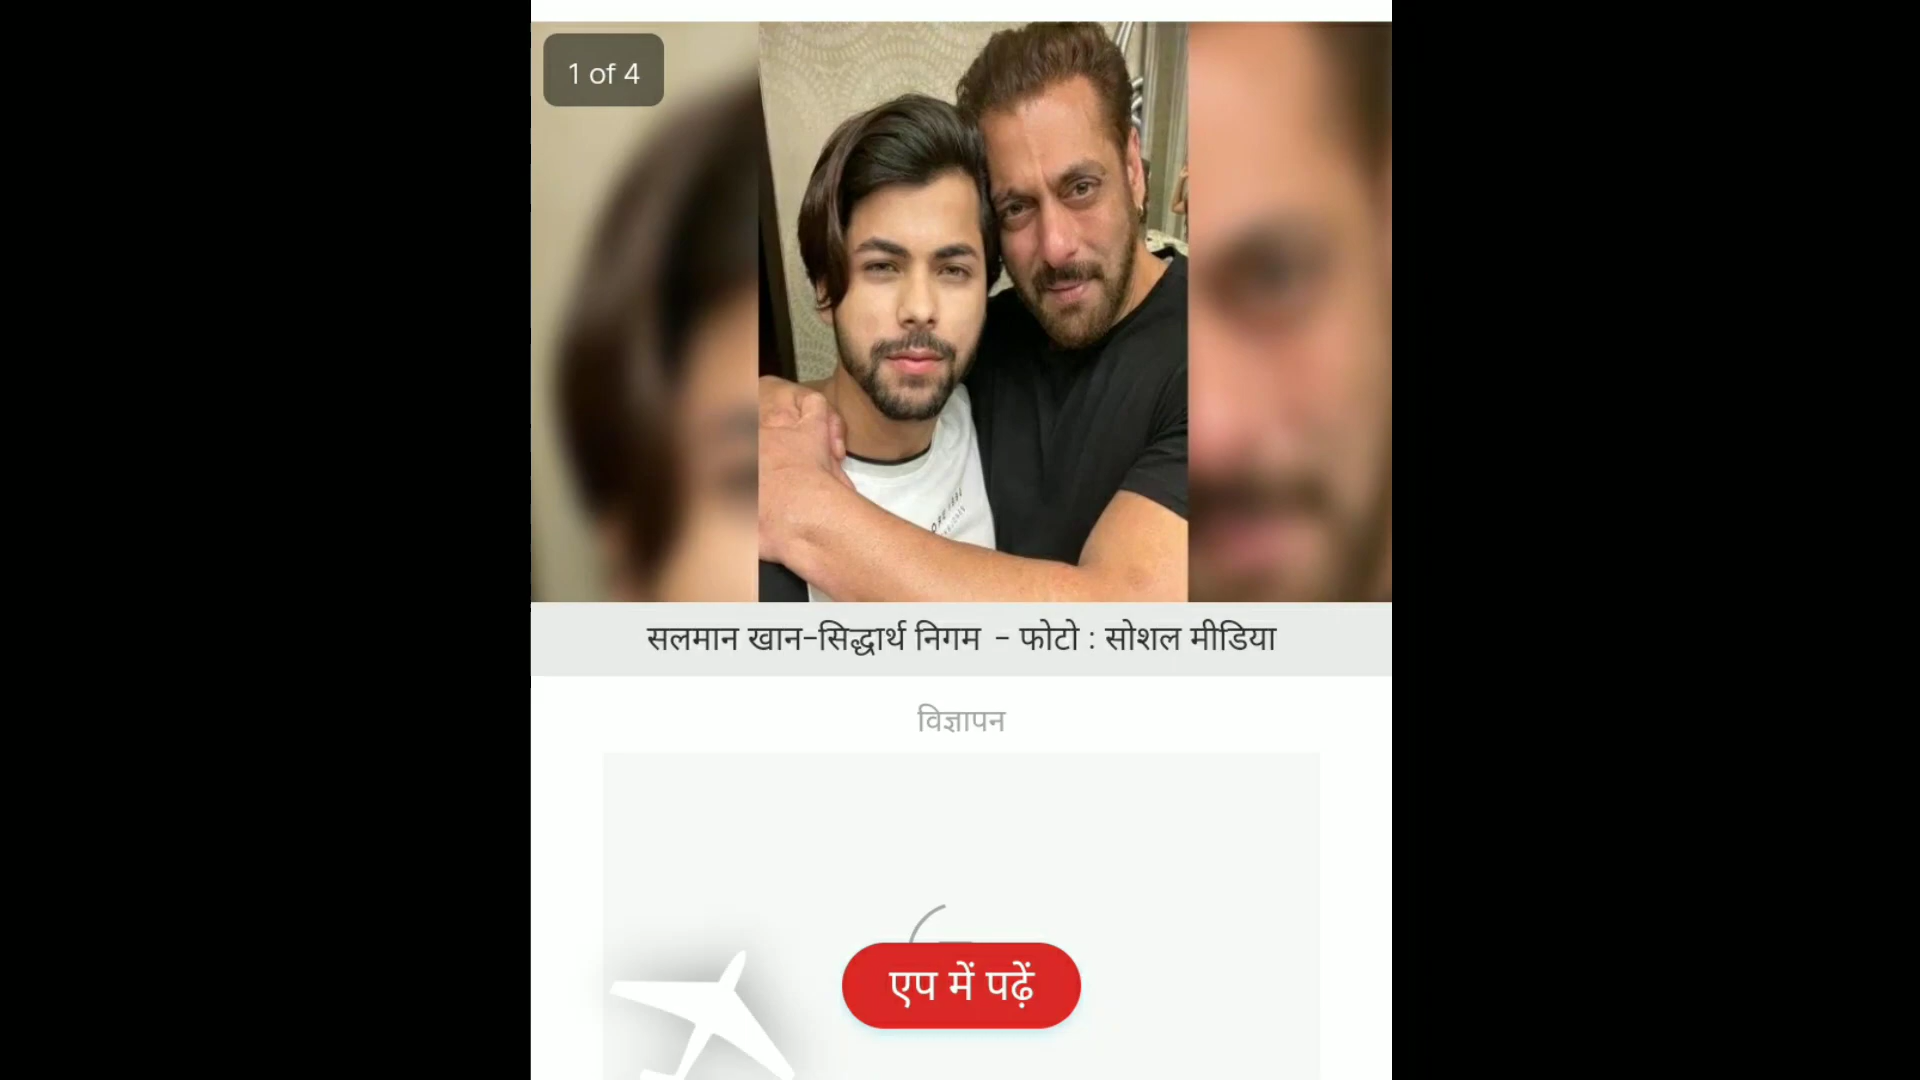 1 of 4
सलमान खान-सिद्धार्थ निगम - फोटो : सोशल मीडिया
विज्ञापन
एप में पढ़ें